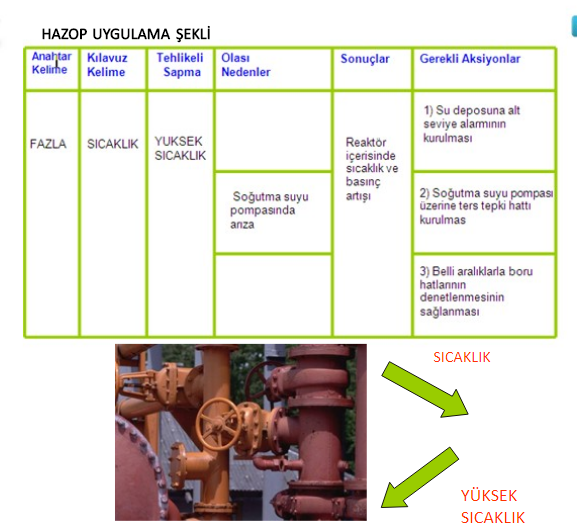 HAZOP UYGULAMA ŞEKLİ
Anahtar Kelime
Kılavuz Kelime
Tehlikeli Sapma
Olası Nedenler
Sonuçlar
Gerekli Aksiyonlar
FAZLA
SICAKLIK
YUKSEK
SICAKLIK
Soğutma suyu
pompasında
arıza
Reaktör
içerisinde
sıcaklık ve
basınç
artışı
1) Su deposuna alt
seviye alarmının
kurulması
2) Soğutma suyu pompası
üzerine ters tepki hattı
kurulmas
3) Belli aralıklarla boru
hatlarının
denetlenmesinin
sağlanması
SICAKLIK
YÜKSEK
SICAKLIK